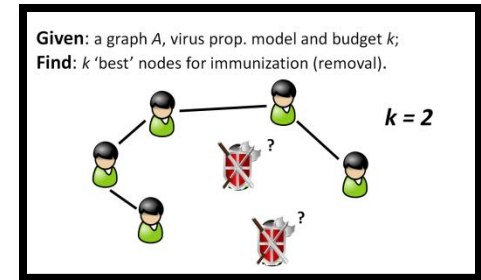 Given: a graph A, virus prop. model and budget k;
Find: k ‘best’ nodes for immunization (removal).
k = 2
?
?